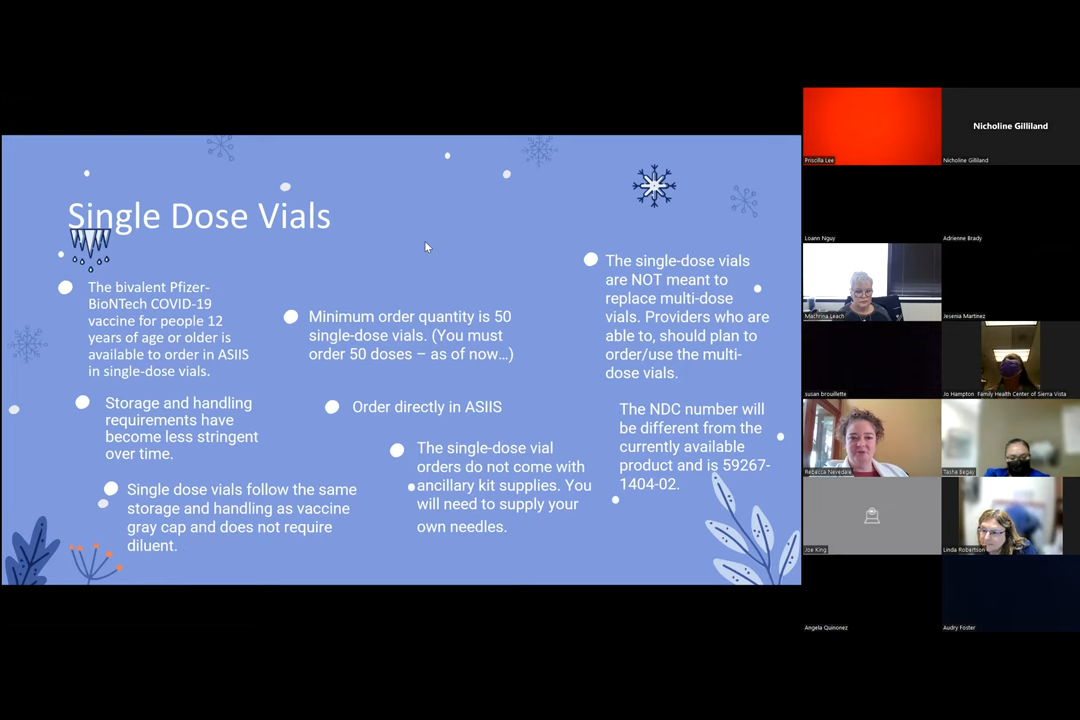 Single Dose Vials
The bivalent Pfizer-
BioNTech COVID-19
vaccine for people 12
years of age or older is
available to order in ASIIS
in single-dose vials.
Storage and handling
requirements have
become less stringent
over time.
Single dose vials follow the same
storage and handling as vaccine
gray cap and does not require
diluent.
Minimum order quantity is 50
single-dose vials. (You must
order 50 doses – as of now…)
Order directly in ASIIS
The single-dose vial
orders do not come with
ancillary kit supplies. You
will need to supply your
own needles.
The single-dose vials
are NOT meant to
replace multi-dose
vials. Providers who are
able to, should plan to
order/use the multi-
dose vials.
The NDC number will
be different from the
currently available
product and is 59267-
1404-02.
Priscilla Lee
Nicholine Gilliland
Nicholine Gilliland
Loann Nguy
Adrienne Brady
Machrina Leach
Jesenia Martinez
susan brouillette
Jo Hampton Family Health Center of Sierra Vista
Rebecca Nevedale
Tasha Begay
Joe King
Linda Robertson
Angela Quinonez
Audry Foster